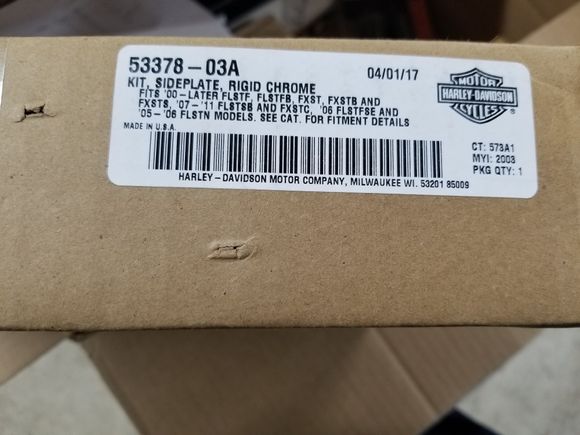 53378-03A 04/01/17
KIT, SIDEPLATE, RIGID CHROME
FITS '00-LATER FLSTF, FLSTFB, FXST, FXSTB AND
FXSTS, '07-'11 FLSTSB AND FXSTC, '06 FLSTFSE AND
'05-'06 FLSTN MODELS. SEE CAT. FOR FITMENT DETAILS
MADE IN U.S.A.
HARLEY-DAVIDSON MOTOR COMPANY, MILWAUKEE WI. 53201 85009
MOTOR
HARLEY-DAVIDSON
CYCLES
CT: 573A1
MYI: 2003
PKG QTY: 1